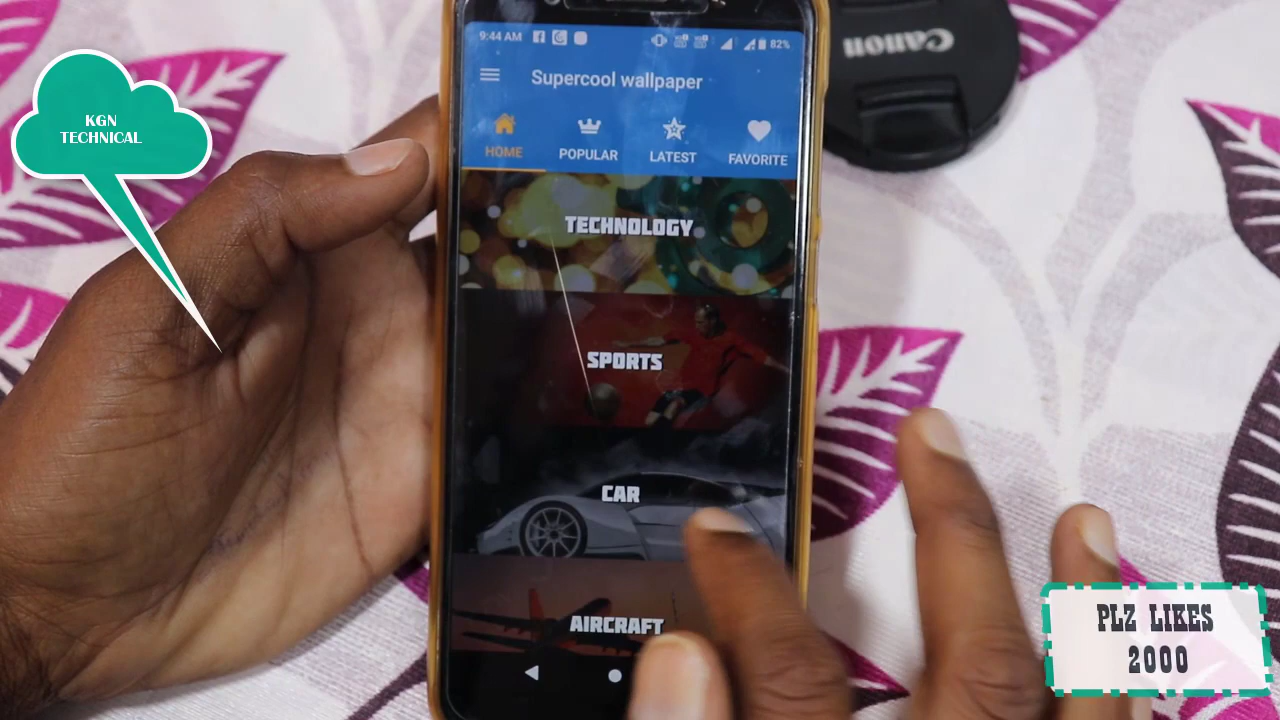 9:44 AM
82%
Canon
Supercool wallpaper
KGN
TECHNICAL
HOME
POPULAR
LATEST
FAVORITE
TECHNOLOGY
SPORTS
CAR
AIRCRAFT
PLZ LIKES
2000